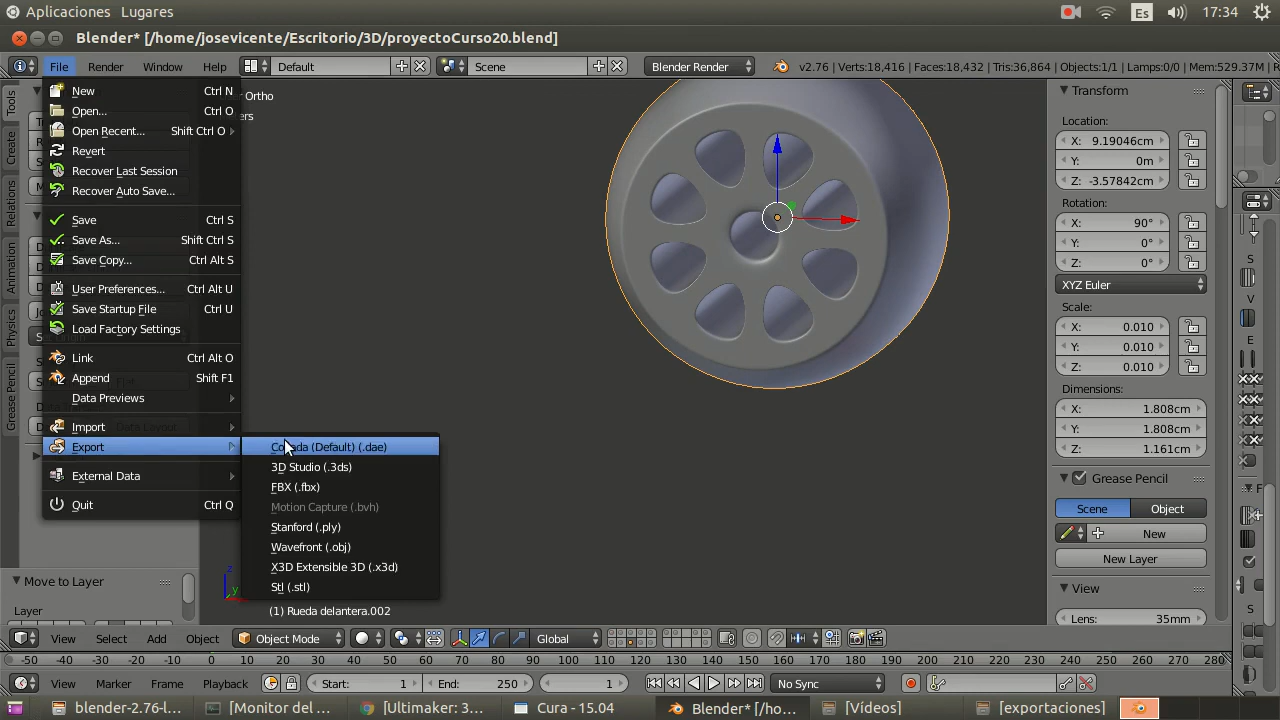 Aplicaciones Lugares Es 17:34
Blender* [/home/josevicente/Escritorio/3D/proyectoCurso20.blend]
File Render Window Help Default Scene Blender Render v2.76 | Verts:18,416 | Faces:18,432 | Tris:36,864 | Objects:1/1 | Lamps:0/0 | Mem:529.37M | R
New Ctrl N
Open... Ctrl O
Open Recent... Shift Ctrl O
Revert
Recover Last Session
Recover Auto Save...
Save Ctrl S
Save As... Shift Ctrl S
Save Copy... Ctrl Alt S
User Preferences... Ctrl Alt U
Save Startup File Ctrl U
Load Factory Settings
Link Ctrl Alt O
Append Shift F1
Data Previews
Import
Export
External Data
Quit Ctrl Q
3D Studio (.3ds)
FBX (.fbx)
Motion Capture (.bvh)
Stanford (.ply)
Wavefront (.obj)
X3D Extensible 3D (.x3d)
Stl (.stl)
Tools
Create
Relations
Animation
Physics
Grease Pencil
Ortho
ers
Move to Layer
Layer
z
y
(1) Rueda delantera.002
Transform
Location:
X: 9.19046cm
Y: 0m
Z: -3.57842cm
Rotation:
X: 90°
Y: 0°
Z: 0°
XYZ Euler
Scale:
X: 0.010
Y: 0.010
Z: 0.010
Dimensions:
X: 1.808cm
Y: 1.808cm
Z: 1.161cm
Grease Pencil
Scene Object
New
New Layer
View
Lens: 35mm
S
V
E
F
S
View Select Add Object Object Mode Global
-50 -40 -30 -20 -10 0 10 20 30 40 50 60 70 80 90 100 110 120 130 140 150 160 170 180 190 200 210 220 230 240 250 260 270 280
View Marker Frame Playback Start: 1 End: 250 1 No Sync
blender-2.76-l... [Monitor del ... [Ultimaker: 3... Cura - 15.04 Blender* [/ho... [Vídeos] [exportaciones]